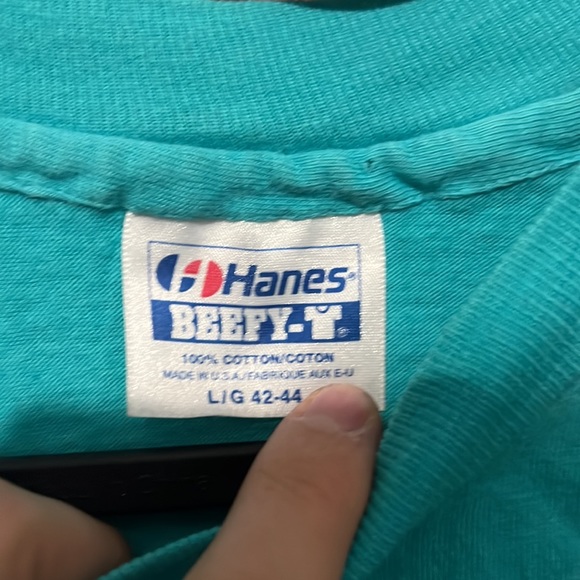 Hanes®
BEEFY-T®
100% COTTON/COTON
MADE IN U.S.A./FABRIQUE AUX E-U
L/G 42-44